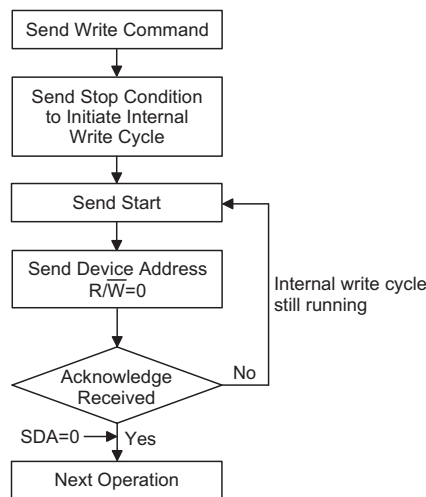 Send Write Command
Send Stop Condition
to Initiate Internal
Write Cycle
Send Start
Send Device Address
R/W̅=0
Internal write cycle
still running
No
Acknowledge
Received
SDA=0
Yes
Next Operation